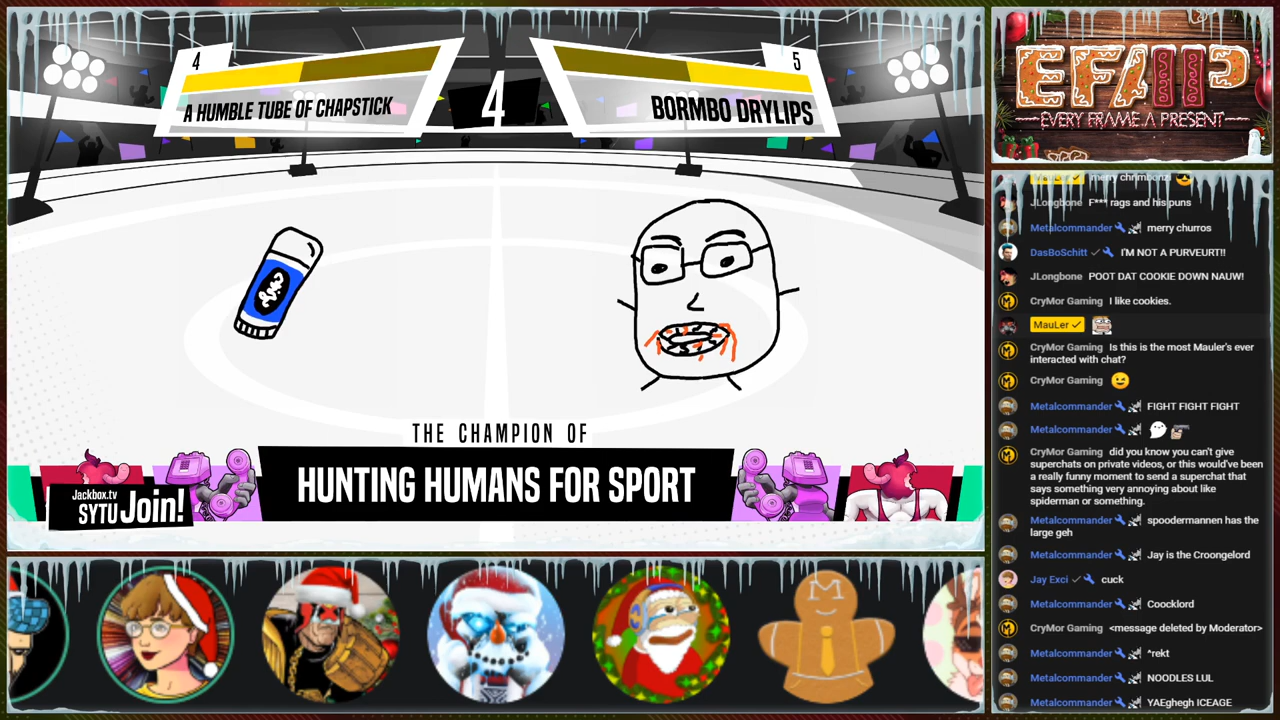 4
A HUMBLE TUBE OF CHAPSTICK
4
5
BORMBO DRYLIPS
THE CHAMPION OF
HUNTING HUMANS FOR SPORT
Jackbox.tv
SYTU Join!
EFAP
EVERY FRAME A PRESENT
merry chrimbonzi
JLongbone F*** rags and his puns
Metalcommander merry churros
DasBoSchitt I'M NOT A PURVEURT!!
JLongbone POOT DAT COOKIE DOWN NAUW!
CryMor Gaming I like cookies.
MauLer
CryMor Gaming Is this is the most Mauler's ever
interacted with chat?
CryMor Gaming
Metalcommander FIGHT FIGHT FIGHT
Metalcommander
CryMor Gaming did you know you can't give
superchats on private videos, or this would've been
a really funny moment to send a superchat that
says something very annoying about like
spiderman or something.
Metalcommander spoodermannen has the
large geh
Metalcommander Jay is the Croongelord
Jay Exci cuck
Metalcommander Coocklord
CryMor Gaming <message deleted by Moderator>
Metalcommander ^rekt
Metalcommander NOODLES LUL
Metalcommander YAEghegh ICEAGE
M